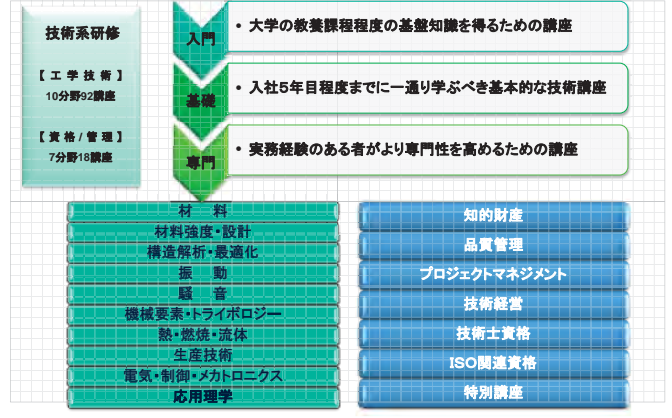 技術系研修
【 工 学 技 術 】
10分野92講座
【 資 格 / 管 理 】
7分野18講座
入門
• 大学の教養課程程度の基盤知識を得るための講座
基礎
• 入社5年目程度までに一通り学ぶべき基本的な技術講座
専門
• 実務経験のある者がより専門性を高めるための講座
材　料
材料強度・設計
構造解析・最適化
振　動
騒　音
機械要素・トライボロジー
熱・燃焼・流体
生産技術
電気・制御・メカトロニクス
応用理学
知的財産
品質管理
プロジェクトマネジメント
技術経営
技術士資格
ISO関連資格
特別講座